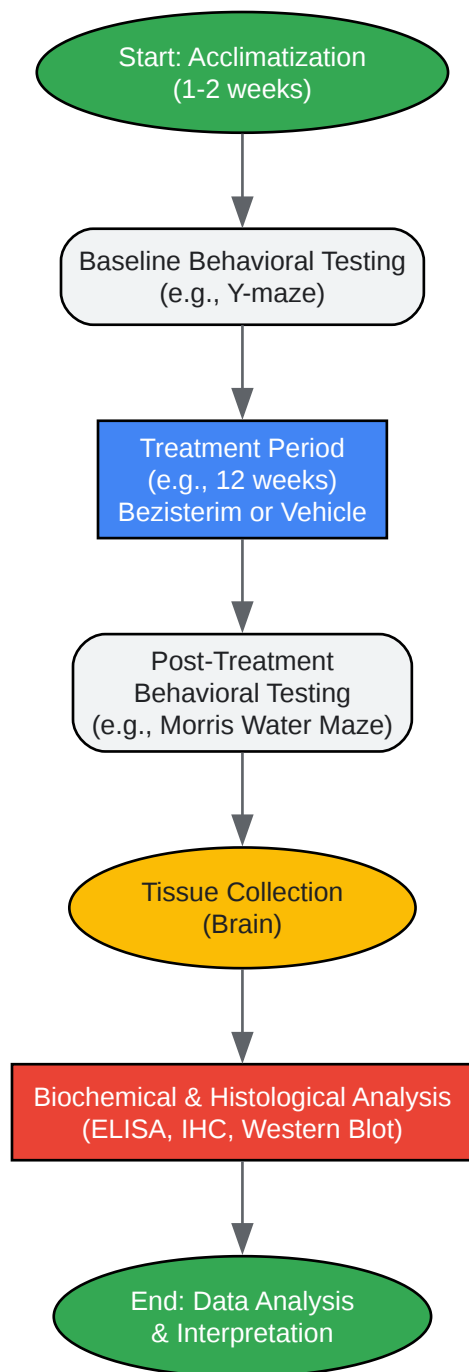 Start: Acclimatization
(1-2 weeks)
Baseline Behavioral Testing
(e.g., Y-maze)
Treatment Period
(e.g., 12 weeks)
Bezisterim or Vehicle
Post-Treatment
Behavioral Testing
(e.g., Morris Water Maze)
Tissue Collection
(Brain)
Biochemical & Histological Analysis
(ELISA, IHC, Western Blot)
End: Data Analysis
& Interpretation